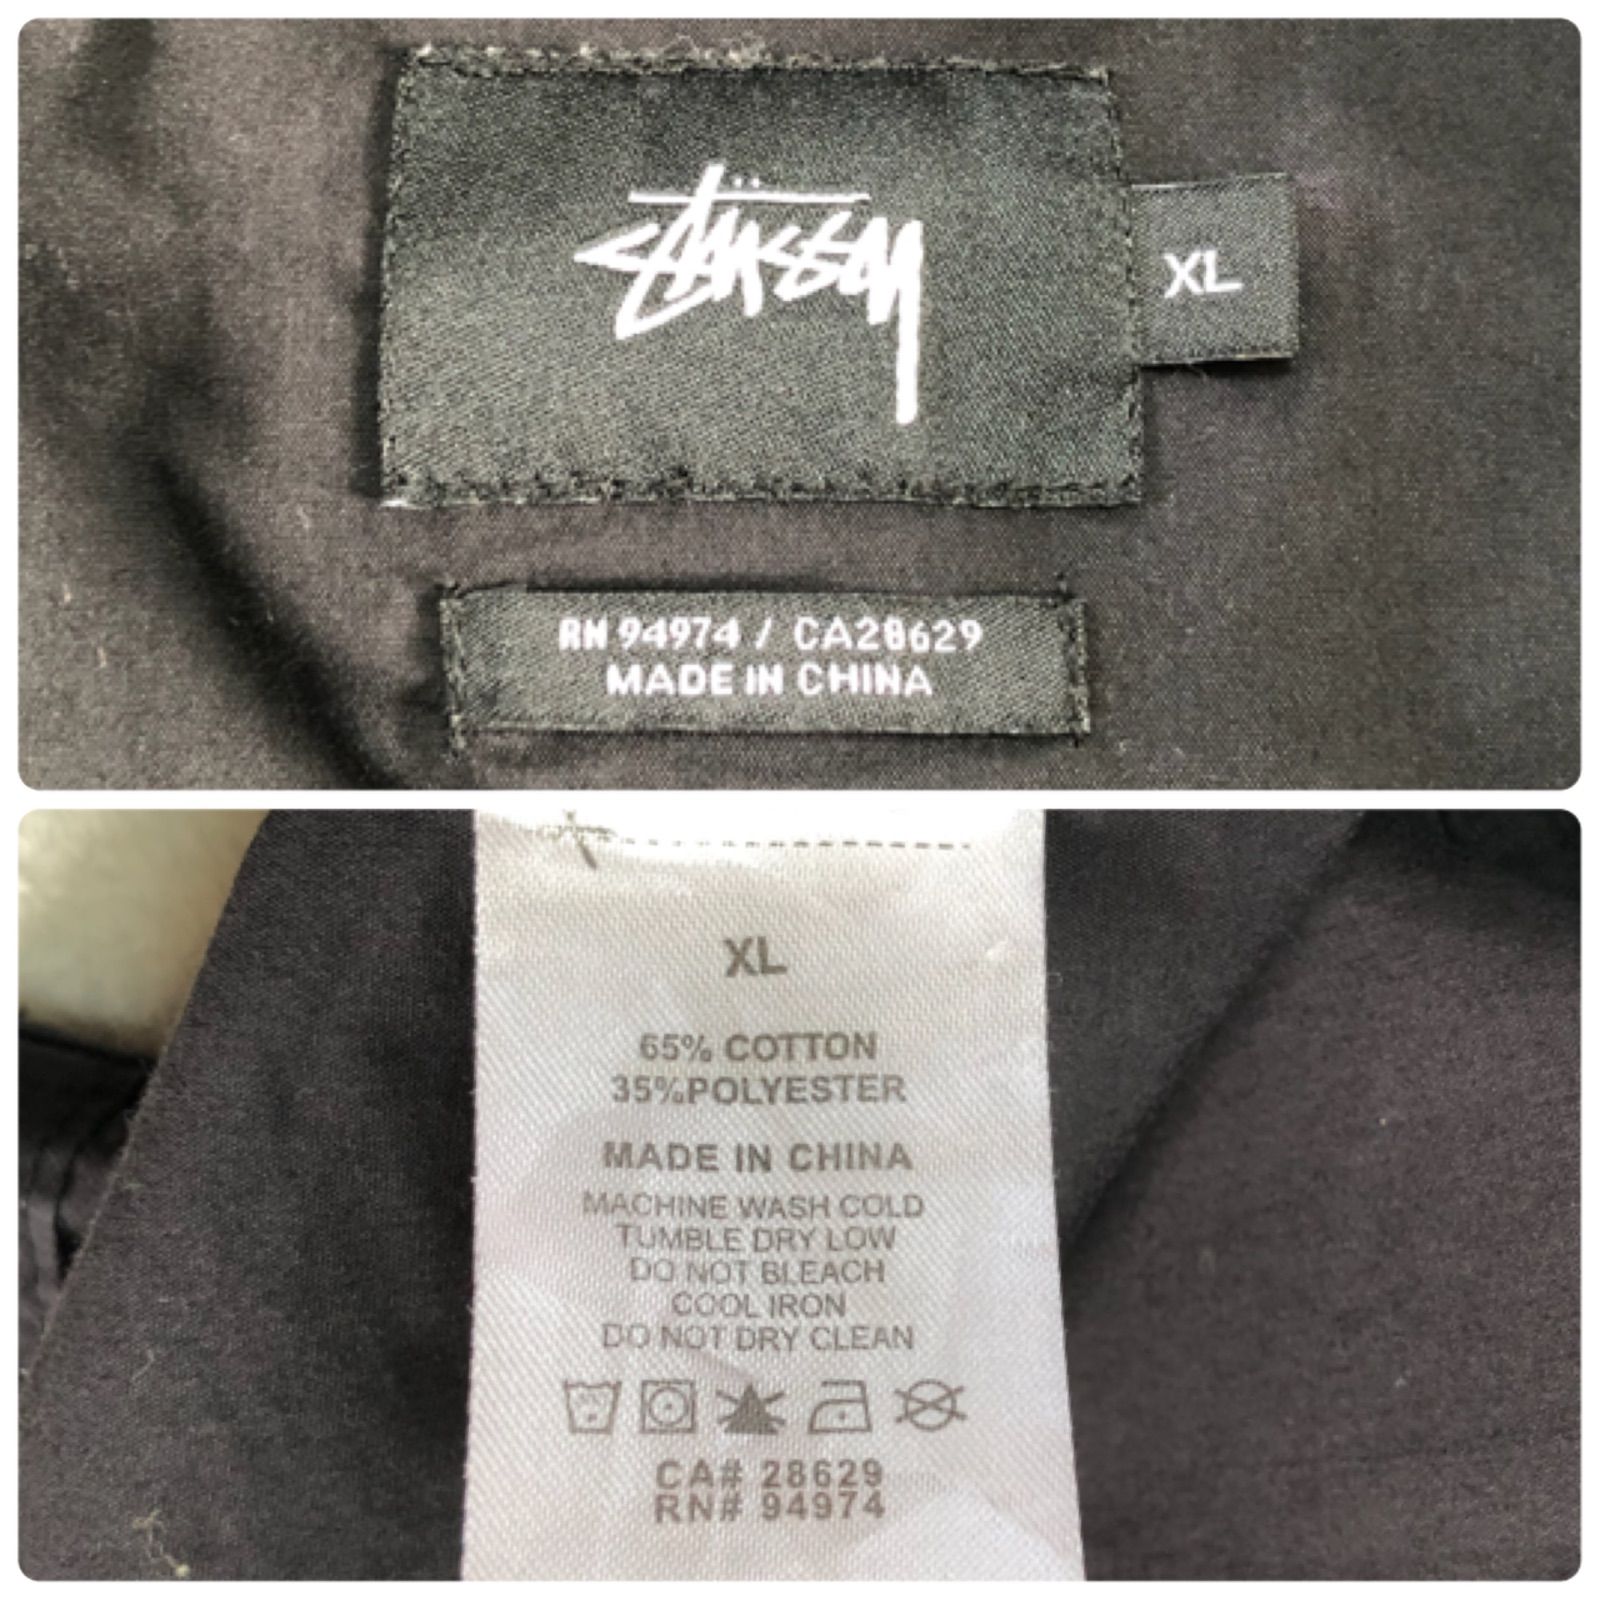 Stüssy
XL
RN 94974 / CA28629
MADE IN CHINA
XL
65% COTTON
35%POLYESTER
MADE IN CHINA
MACHINE WASH COLD
TUMBLE DRY LOW
DO NOT BLEACH
COOL IRON
DO NOT DRY CLEAN
CA# 28629
RN# 94974